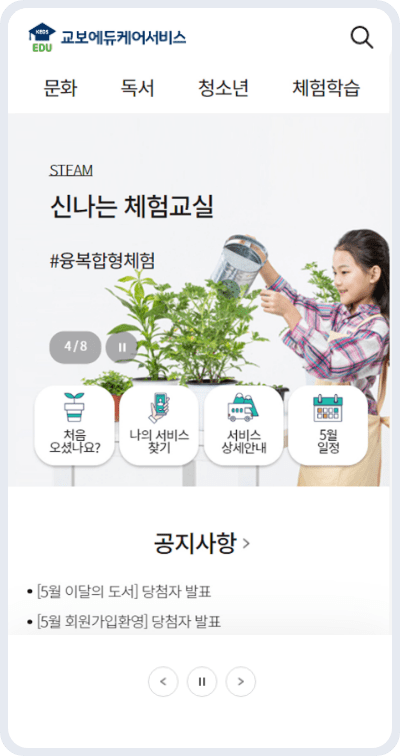 KECS
EDU
교보에듀케어서비스
문화 독서 청소년 체험학습
STEAM
신나는 체험교실
#융복합형체험
4/8
처음
오셨나요?
나의 서비스
찾기
서비스
상세안내
5월
일정
공지사항
[5월 이달의 도서] 당첨자 발표
[5월 회원가입환영] 당첨자 발표